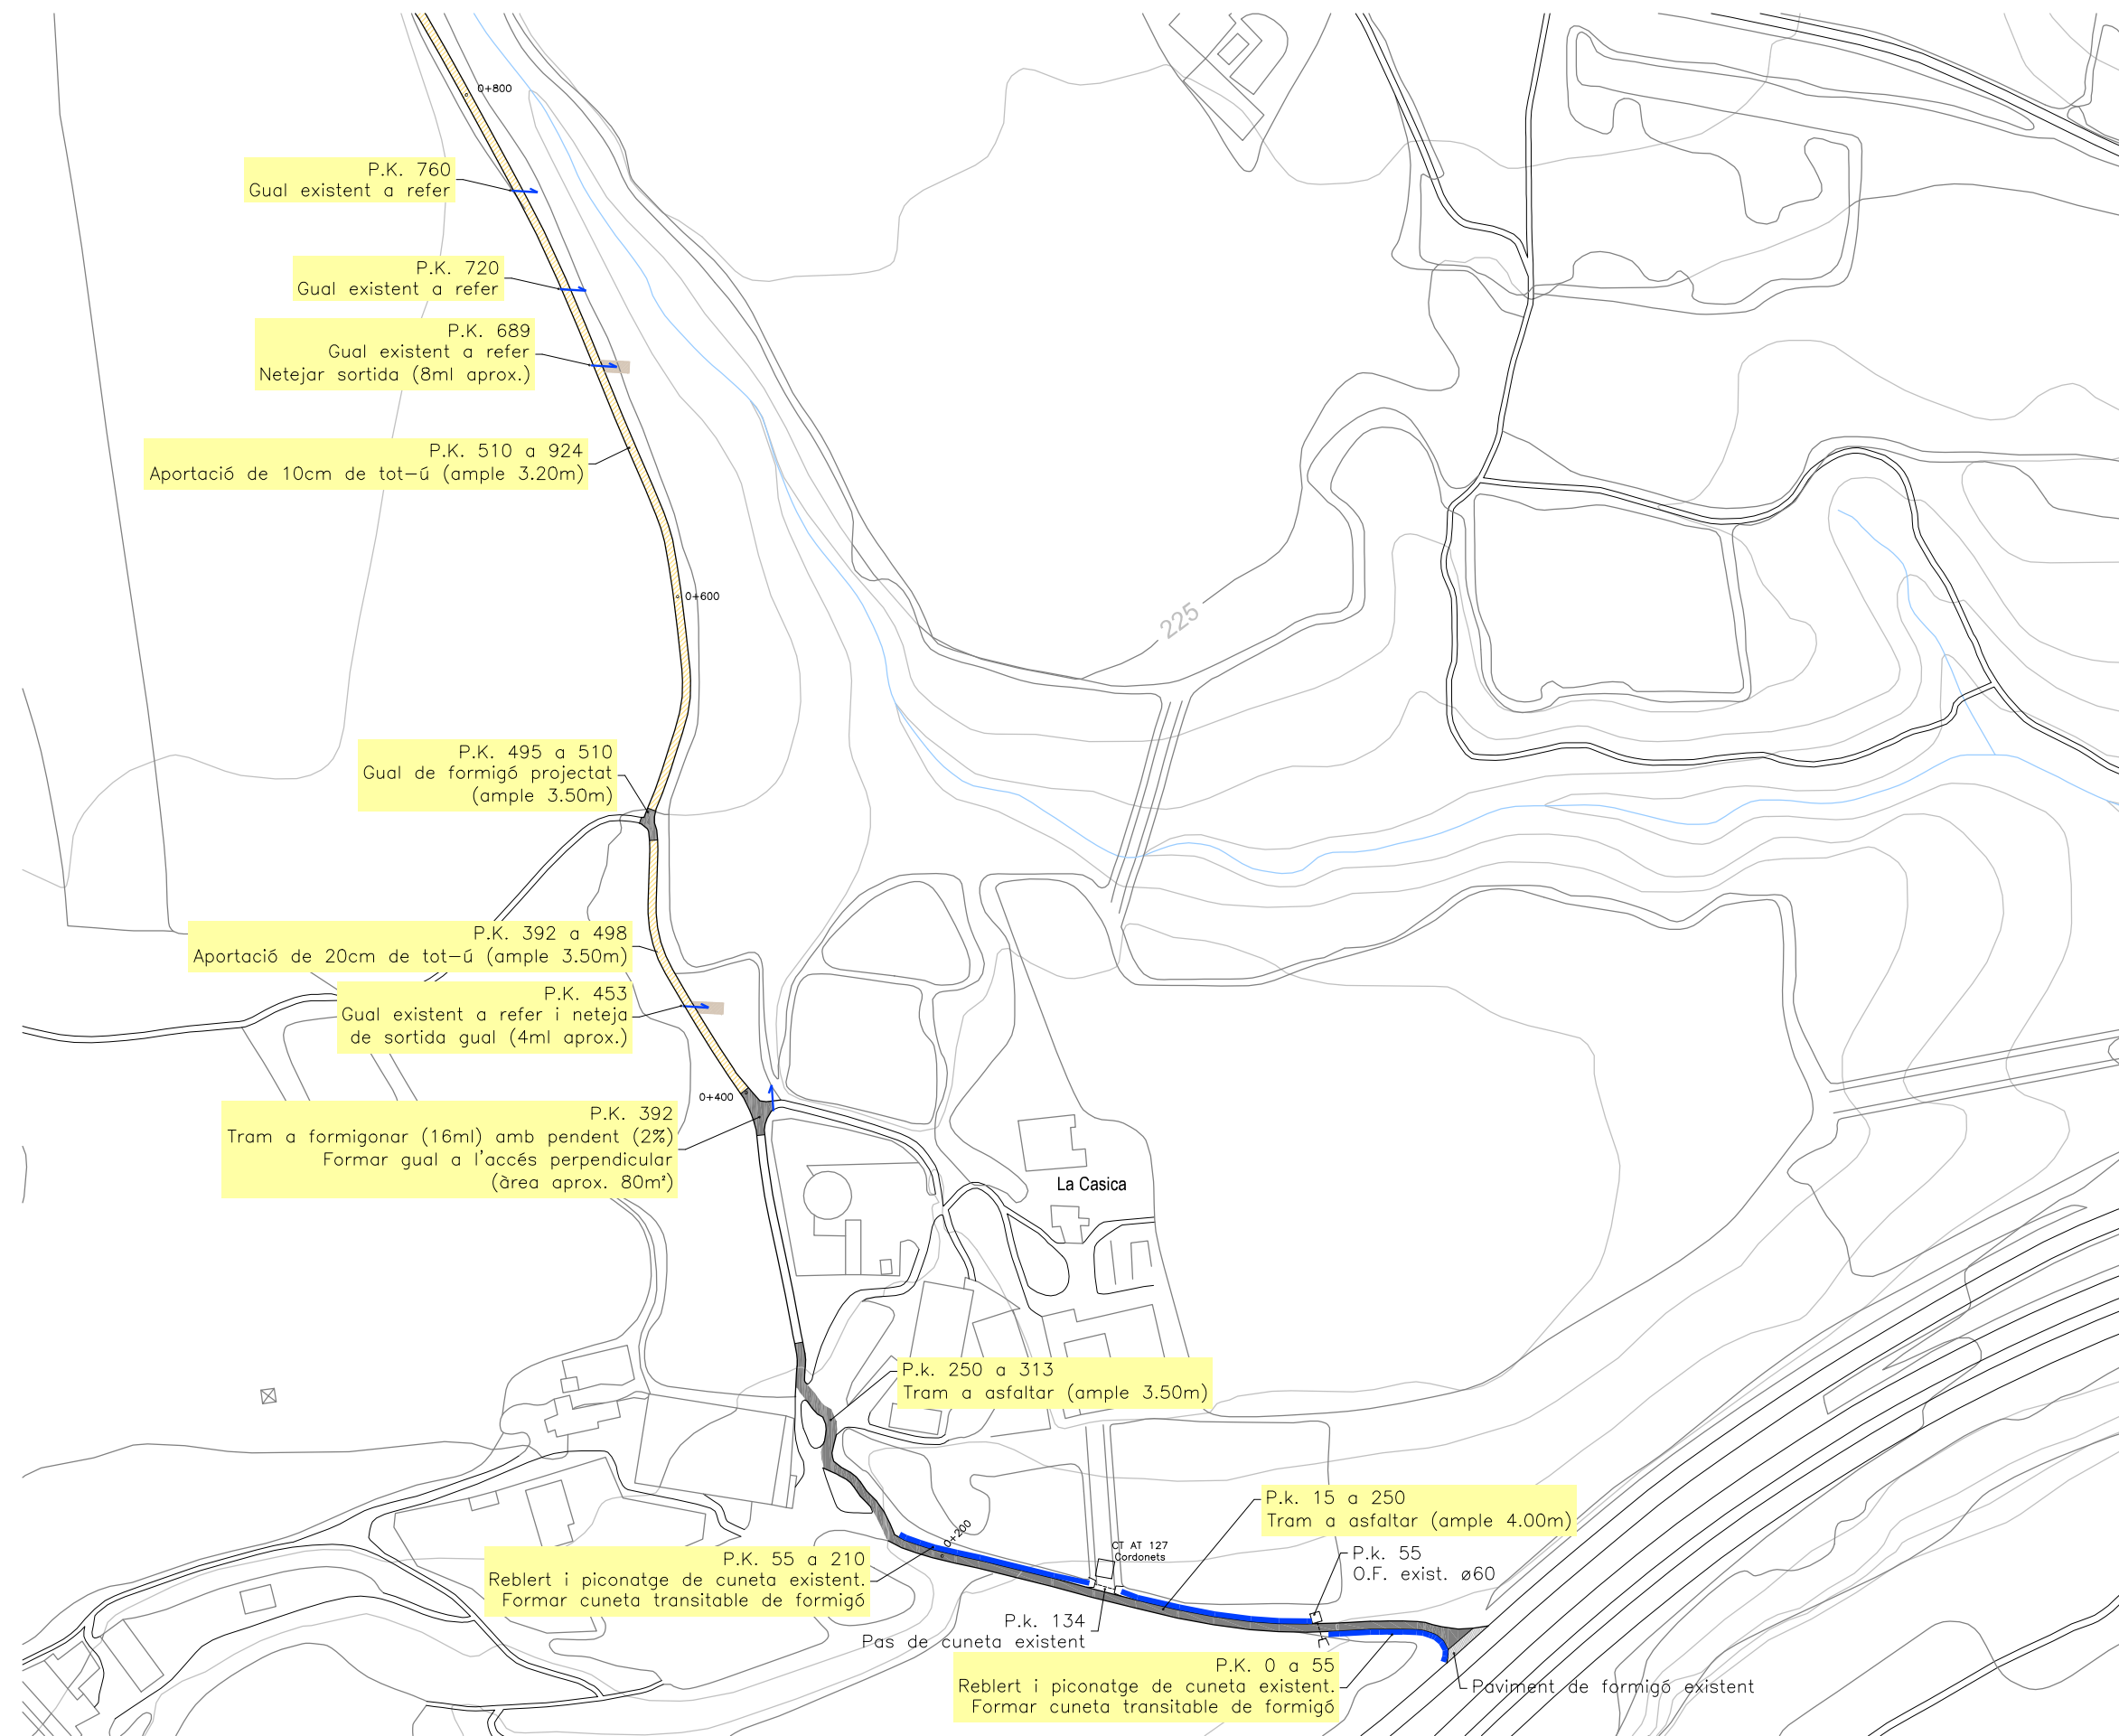 0+800
P.K. 760
Gual existent a refer
P.K. 720
Gual existent a refer
P.K. 689
Gual existent a refer
Netejar sortida (8ml aprox.)
P.K. 510 a 924
Aportació de 10cm de tot-ú (ample 3.20m)
0+600
225
P.K. 495 a 510
Gual de formigó projectat
(ample 3.50m)
P.K. 392 a 498
Aportació de 20cm de tot-ú (ample 3.50m)
P.K. 453
Gual existent a refer i neteja
de sortida gual (4ml aprox.)
0+400
P.K. 392
Tram a formigonar (16ml) amb pendent (2%)
Formar gual a l'accés perpendicular
(àrea aprox. 80m²)
La Casica
P.k. 250 a 313
Tram a asfaltar (ample 3.50m)
P.k. 15 a 250
Tram a asfaltar (ample 4.00m)
0+200
CT AT 127
Cordonets
P.k. 55
O.F. exist. ø60
P.K. 55 a 210
Reblert i piconatge de cuneta existent.
Formar cuneta transitable de formigó
P.k. 134
Pas de cuneta existent
P.K. 0 a 55
Reblert i piconatge de cuneta existent.
Formar cuneta transitable de formigó
Paviment de formigó existent